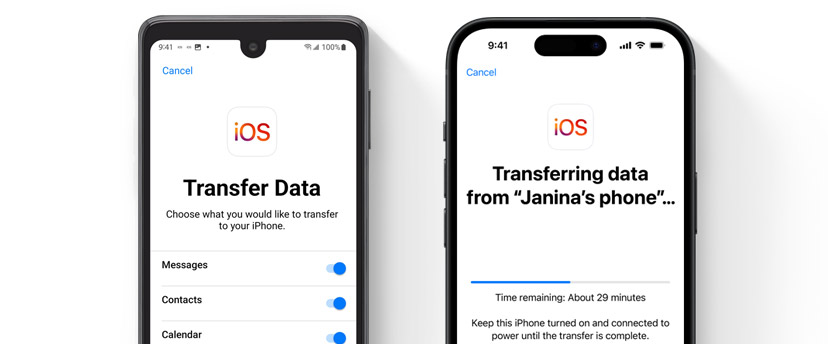 9:41
100%
Cancel
iOS
Transfer Data
Choose what you would like to transfer
to your iPhone.
Messages
Contacts
Calendar
9:41
Cancel
iOS
Transferring data
from “Janina’s phone”...
Time remaining: About 29 minutes
Keep this iPhone turned on and connected to
power until the transfer is complete.